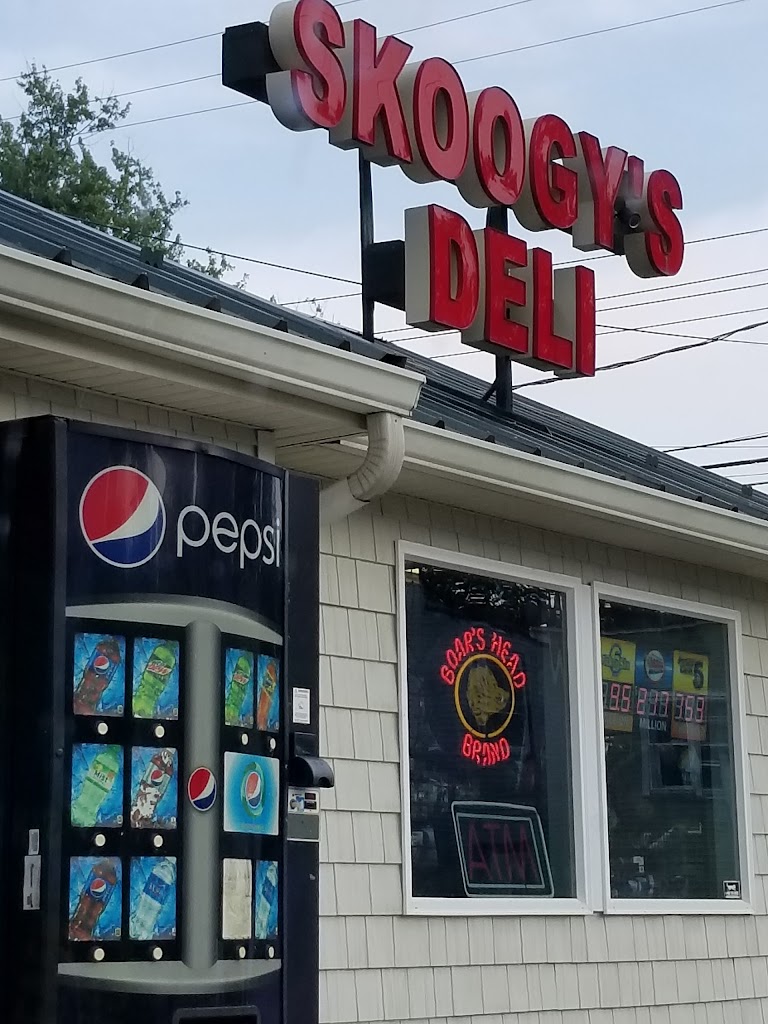 SKOOGY'S
DELI
pepsi
BOAR'S HEAD
BRAND
ATM
MILLION